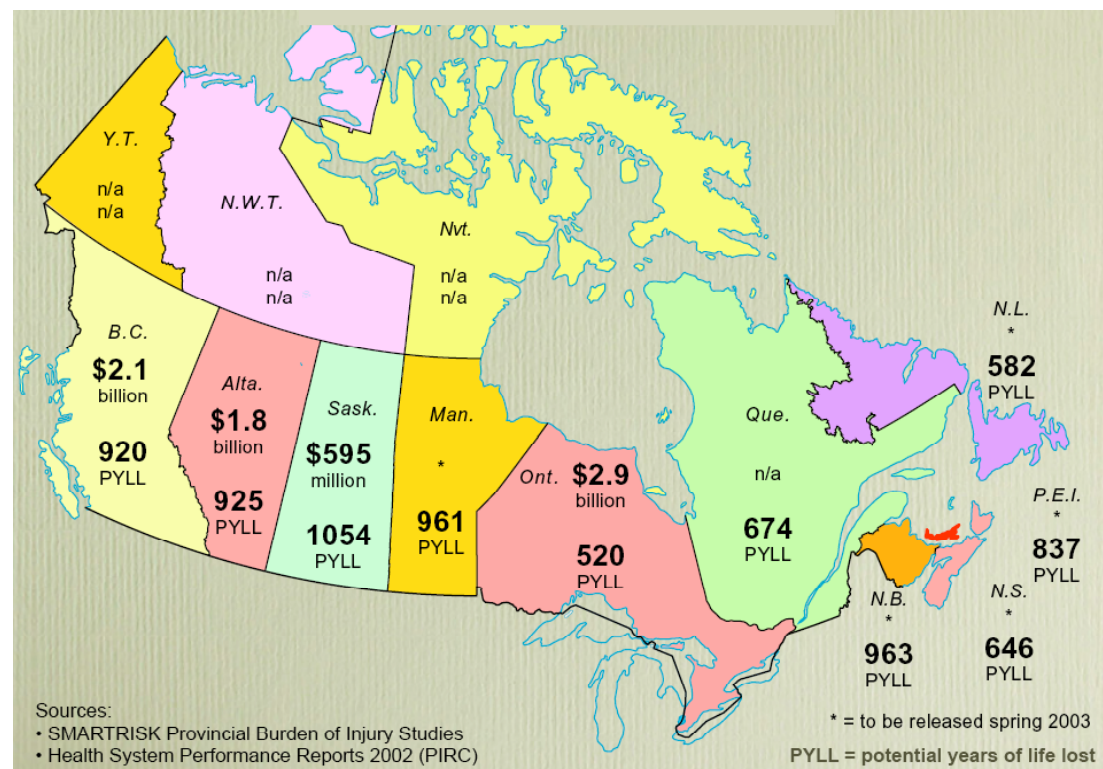 Y.T.
n/a
n/a
N.W.T.
n/a
n/a
Nvt.
n/a
n/a
B.C.
$2.1
billion
920
PYLL
Alta.
$1.8
billion
925
PYLL
Sask.
$595
million
1054
PYLL
Man.
*
961
PYLL
Ont. $2.9
billion
520
PYLL
Que.
n/a
674
PYLL
N.L.
*
582
PYLL
P.E.I.
*
837
PYLL
N.B.
*
963
PYLL
N.S.
*
646
PYLL
Sources:
• SMARTRISK Provincial Burden of Injury Studies
• Health System Performance Reports 2002 (PIRC)
* = to be released spring 2003
PYLL = potential years of life lost